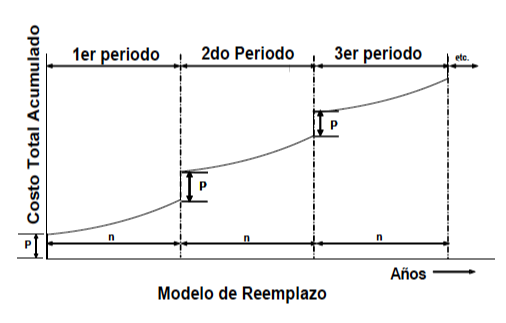 Costo Total Acumulado
1er periodo
2do Periodo
3er periodo
etc.
P
P
P
n
n
n
Años
Modelo de Reemplazo